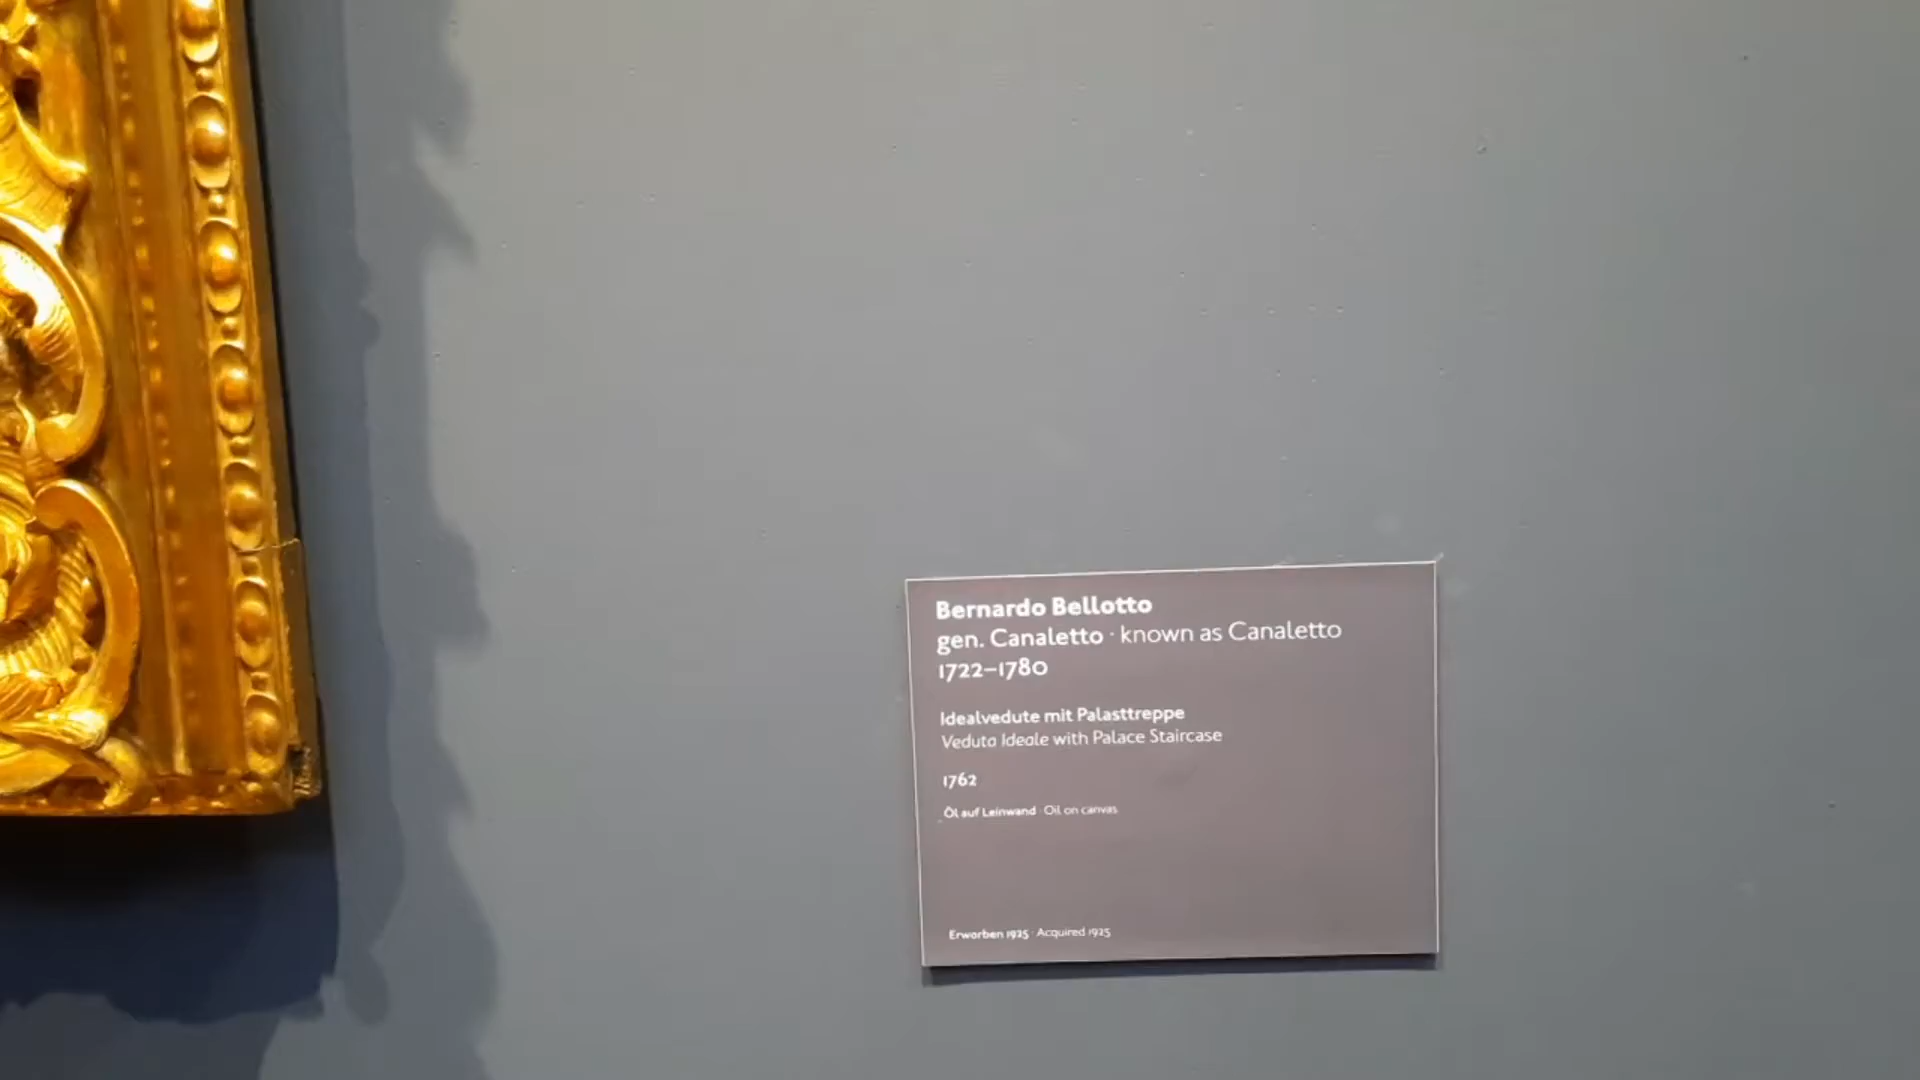 Bernardo Bellotto
gen. Canaletto · known as Canaletto
1722–1780
Idealvedute mit Palasttreppe
Veduta Ideale with Palace Staircase
1762
Öl auf Leinwand · Oil on canvas
Erworben 1925 · Acquired 1925